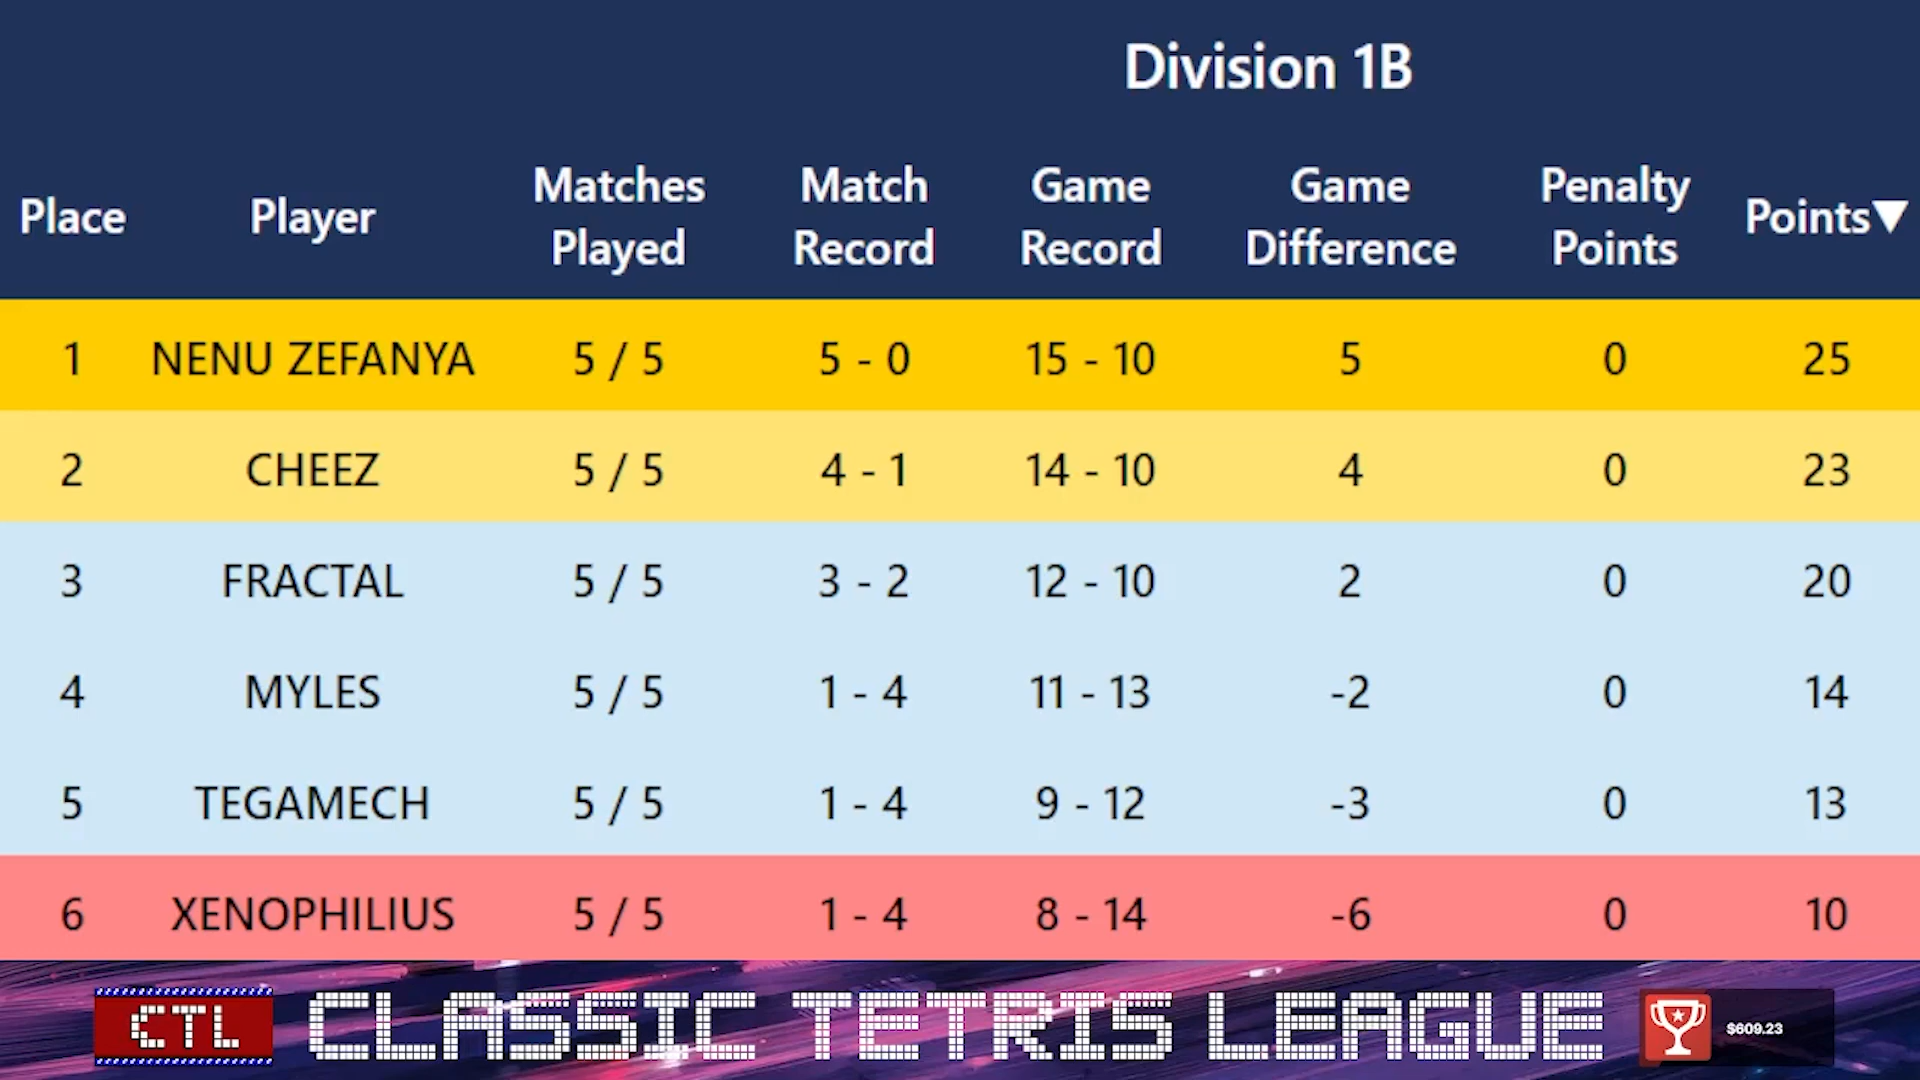 Division 1B
Place Player Matches Played Match Record Game Record Game Difference Penalty Points Points▼
1 NENU ZEFANYA 5 / 5 5 - 0 15 - 10 5 0 25
2 CHEEZ 5 / 5 4 - 1 14 - 10 4 0 23
3 FRACTAL 5 / 5 3 - 2 12 - 10 2 0 20
4 MYLES 5 / 5 1 - 4 11 - 13 -2 0 14
5 TEGAMECH 5 / 5 1 - 4 9 - 12 -3 0 13
6 XENOPHILIUS 5 / 5 1 - 4 8 - 14 -6 0 10
CTL CLASSIC TETRIS LEAGUE $609.23